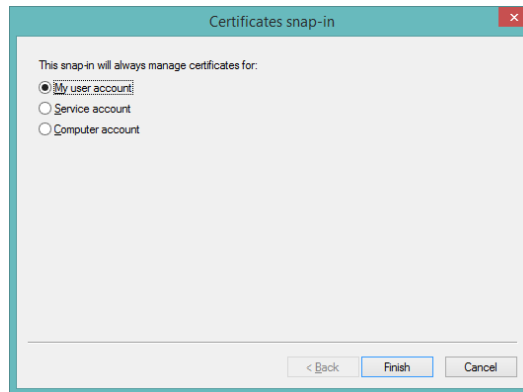 Certificates snap-in
This snap-in will always manage certificates for:
My user account
Service account
Computer account
< Back
Finish
Cancel